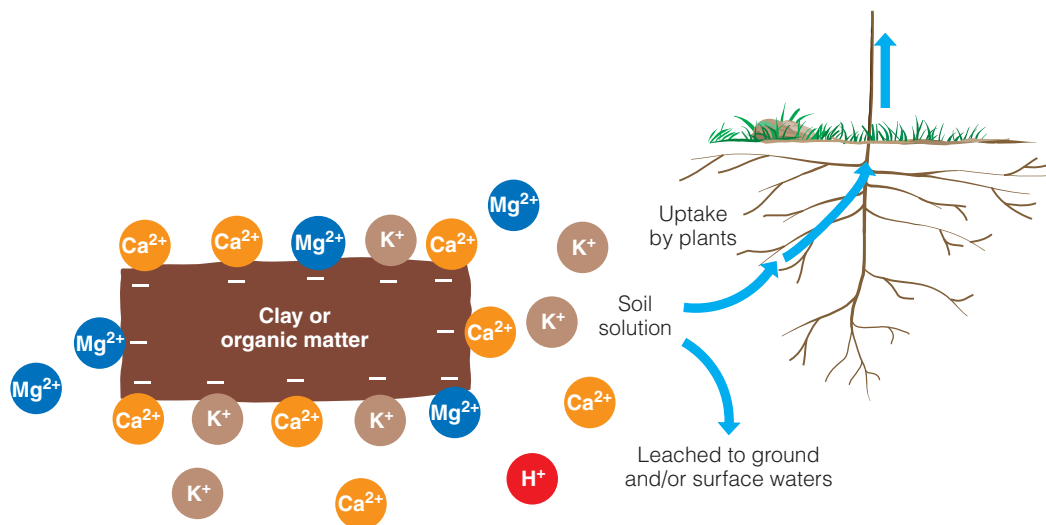 Mg²⁺
Ca²⁺
Ca²⁺
Mg²⁺
K⁺
Ca²⁺
K⁺
Uptake
by plants
− − − − −
Clay or
organic matter
Mg²⁺
−
−
Ca²⁺
K⁺
Soil
solution
Mg²⁺
− − − − −
Ca²⁺
K⁺
Ca²⁺
K⁺
Mg²⁺
Ca²⁺
K⁺
Ca²⁺
H⁺
Leached to ground
and/or surface waters